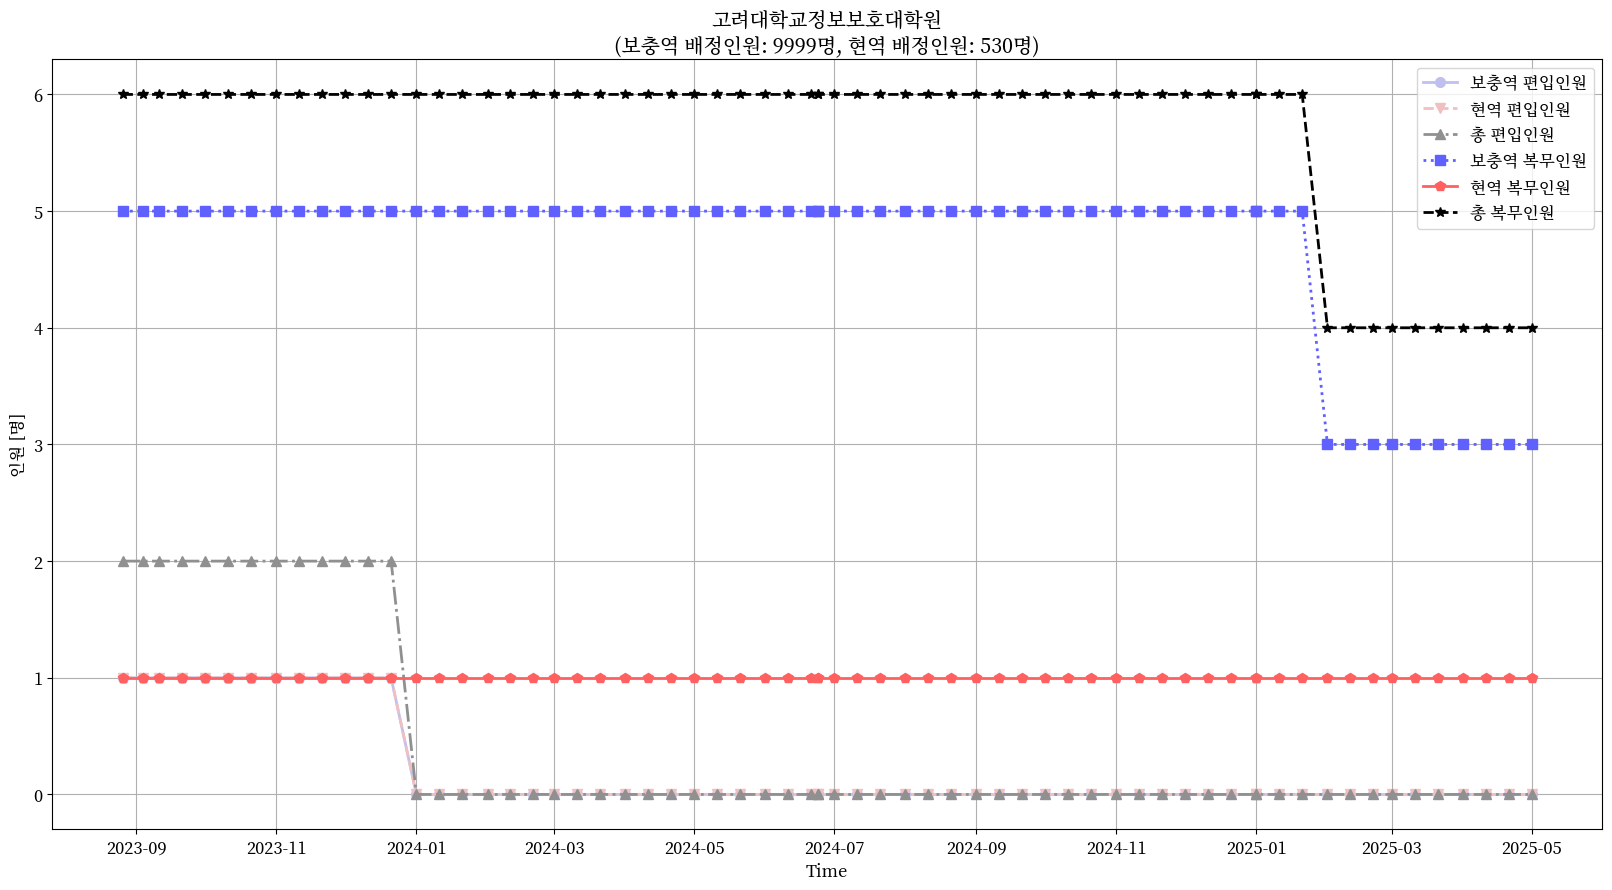 고려대학교정보보호대학원
(보충역 배정인원: 9999명, 현역 배정인원: 530명)
6
5
4
3
2
1
0
인원 [명]
보충역 편입인원
현역 편입인원
총 편입인원
보충역 복무인원
현역 복무인원
총 복무인원
2023-09
2023-11
2024-01
2024-03
2024-05
2024-07
2024-09
2024-11
2025-01
2025-03
2025-05
Time